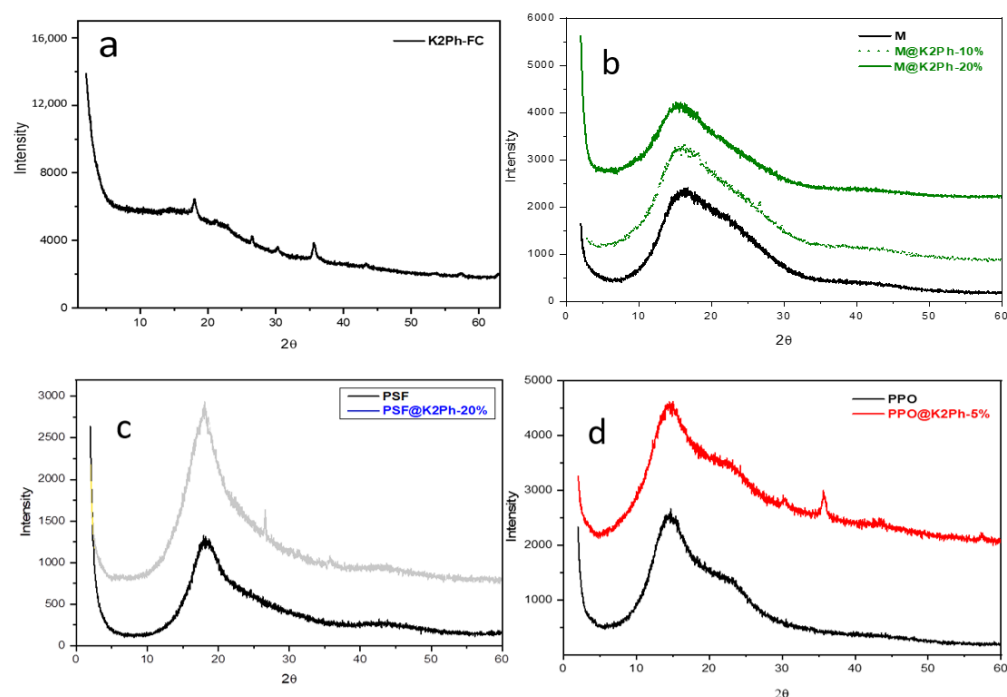 a
K2Ph-FC
16,000
12,000
8000
4000
0
Intensity
10 20 30 40 50 60
2θ
b
M
M@K2Ph-10%
M@K2Ph-20%
6000
5000
4000
3000
2000
1000
0
Intensity
0 10 20 30 40 50 60
2θ
c
PSF
PSF@K2Ph-20%
3000
2500
2000
1500
1000
500
0
Intensity
0 10 20 30 40 50 60
2θ
d
PPO
PPO@K2Ph-5%
5000
4000
3000
2000
1000
Intensity
0 10 20 30 40 50 60
2θ